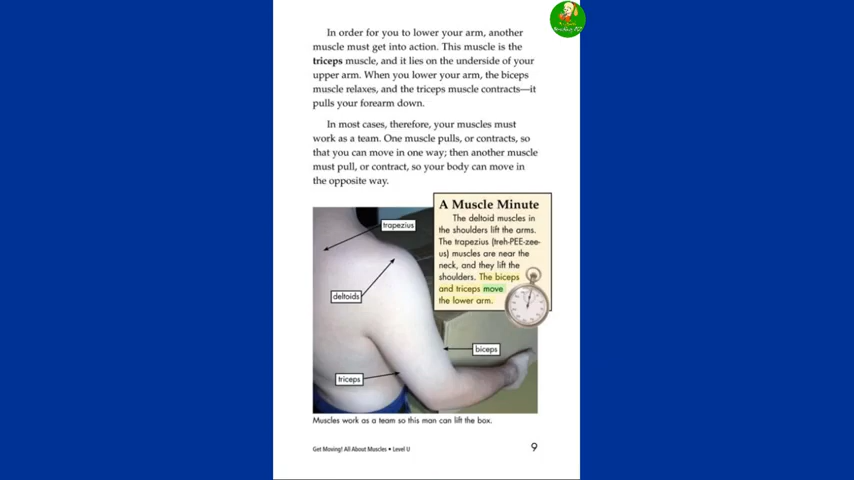 In order for you to lower your arm, another
muscle must get into action. This muscle is the
triceps muscle, and it lies on the underside of your
upper arm. When you lower your arm, the biceps
muscle relaxes, and the triceps muscle contracts—it
pulls your forearm down.
In most cases, therefore, your muscles must
work as a team. One muscle pulls, or contracts, so
that you can move in one way; then another muscle
must pull, or contract, so your body can move in
the opposite way.
A Muscle Minute
The deltoid muscles in
the shoulders lift the arms.
The trapezius (treh-PEE-zee-
us) muscles are near the
neck, and they lift the
shoulders. The biceps
and triceps move
the lower arm.
trapezius
deltoids
biceps
triceps
Muscles work as a team so this man can lift the box.
Get Moving! All About Muscles • Level U
9